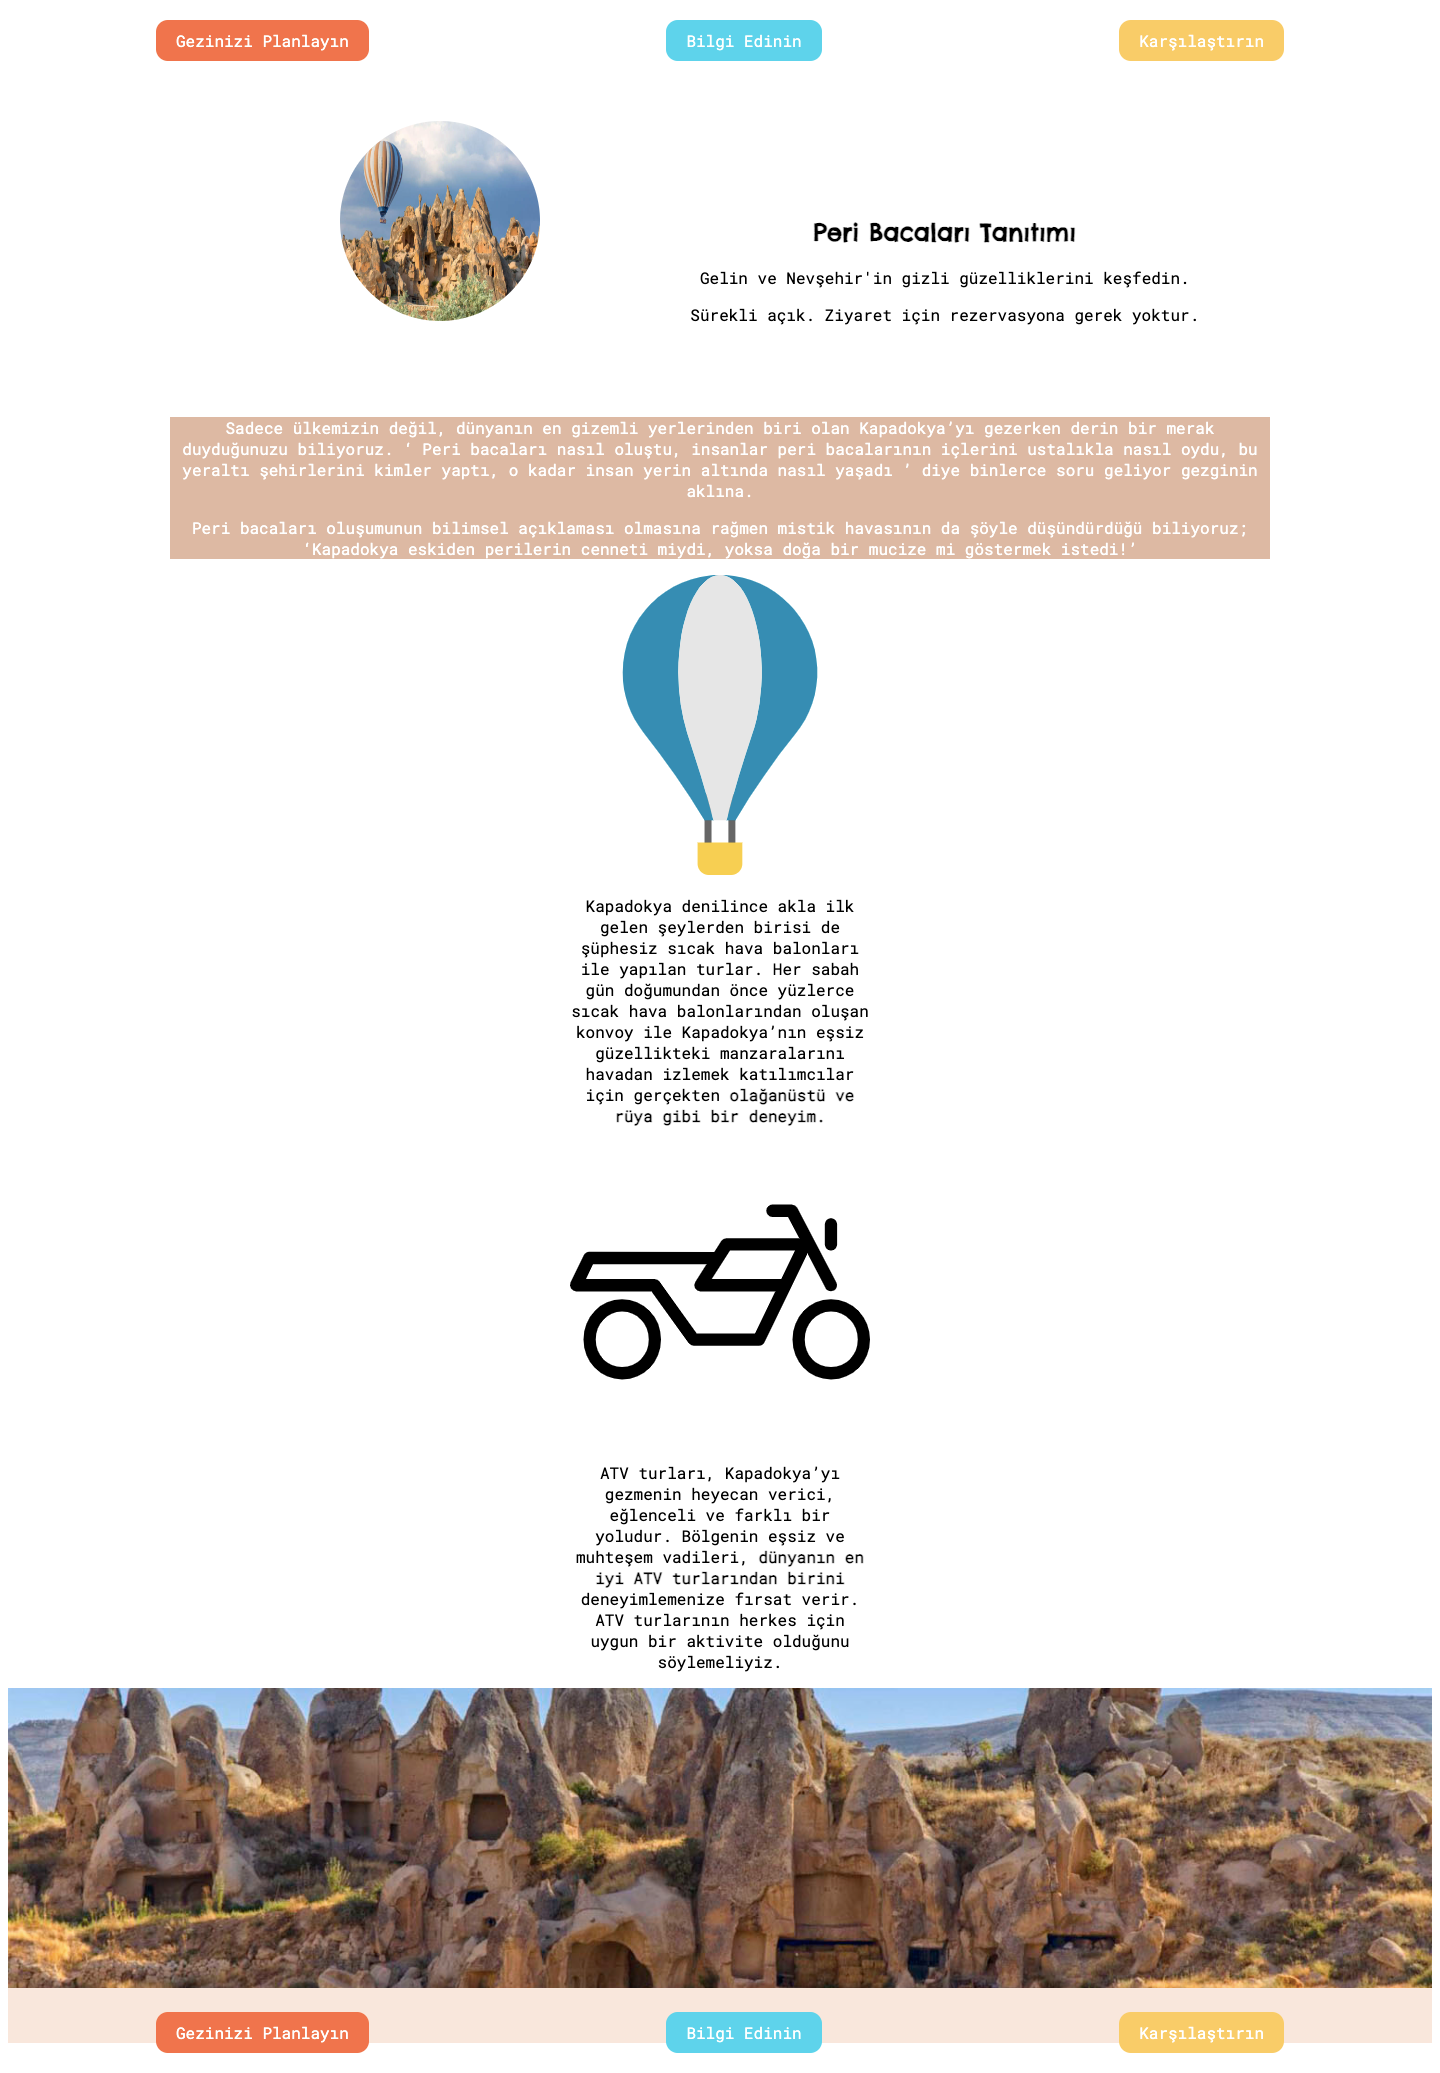 Gezinizi Planlayın
Bilgi Edinin
Karşılaştırın
Peri Bacaları Tanıtımı
Gelin ve Nevşehir'in gizli güzelliklerini keşfedin.
Sürekli açık. Ziyaret için rezervasyona gerek yoktur.
Sadece ülkemizin değil, dünyanın en gizemli yerlerinden biri olan Kapadokya’yı gezerken derin bir merak
duyduğunuzu biliyoruz. ‘ Peri bacaları nasıl oluştu, insanlar peri bacalarının içlerini ustalıkla nasıl oydu, bu
yeraltı şehirlerini kimler yaptı, o kadar insan yerin altında nasıl yaşadı ’ diye binlerce soru geliyor gezginin
aklına.
Peri bacaları oluşumunun bilimsel açıklaması olmasına rağmen mistik havasının da şöyle düşündürdüğü biliyoruz;
‘Kapadokya eskiden perilerin cenneti miydi, yoksa doğa bir mucize mi göstermek istedi!’
Kapadokya denilince akla ilk
gelen şeylerden birisi de
şüphesiz sıcak hava balonları
ile yapılan turlar. Her sabah
gün doğumundan önce yüzlerce
sıcak hava balonlarından oluşan
konvoy ile Kapadokya’nın eşsiz
güzellikteki manzaralarını
havadan izlemek katılımcılar
için gerçekten olağanüstü ve
rüya gibi bir deneyim.
ATV turları, Kapadokya’yı
gezmenin heyecan verici,
eğlenceli ve farklı bir
yoludur. Bölgenin eşsiz ve
muhteşem vadileri, dünyanın en
iyi ATV turlarından birini
deneyimlemenize fırsat verir.
ATV turlarının herkes için
uygun bir aktivite olduğunu
söylemeliyiz.
Gezinizi Planlayın
Bilgi Edinin
Karşılaştırın